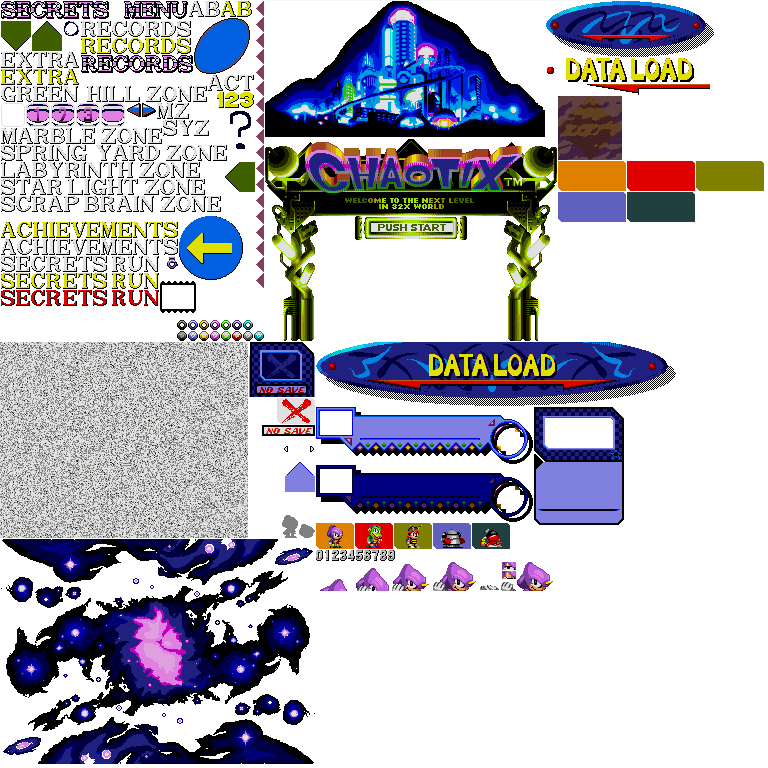 SECRETS MENU ABAB
RECORDS
RECORDS
EXTRA RECORDS
EXTRA
ACT
GREEN HILL ZONE
123
MZ
SYZ
?
MARBLE ZONE
SPRING YARD ZONE
LABYRINTH ZONE
STAR LIGHT ZONE
SCRAP BRAIN ZONE
ACHIEVEMENTS
ACHIEVEMENTS
SECRETS RUN
SECRETS RUN
SECRETS RUN
CHAOTIX TM
WELCOME TO THE NEXT LEVEL
IN 32X WORLD
PUSH START
DATA LOAD
DATA LOAD
NO SAVE
NO SAVE
0123456789